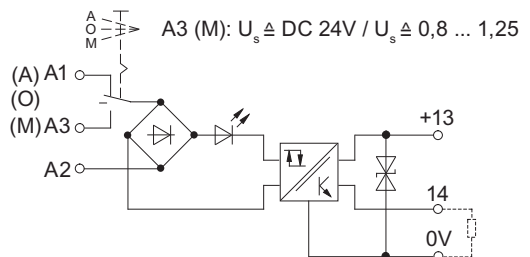 A
O
M
A3 (M): Uₛ ≙ DC 24V / Uₛ ≙ 0,8 ... 1,25
(A) A1
(O)
(M) A3
A2
+13
14
0V